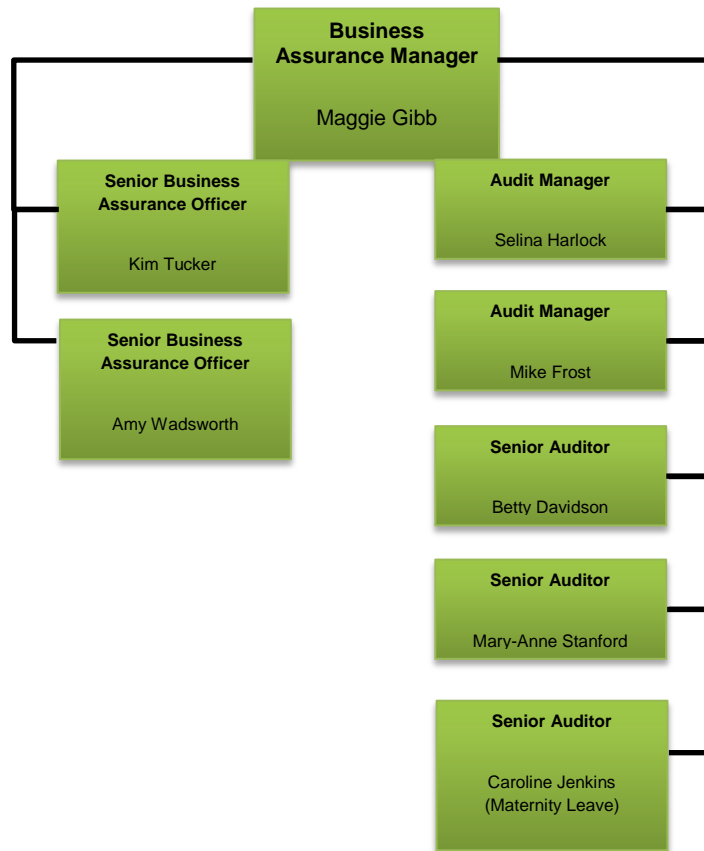 Business
Assurance Manager
Maggie Gibb
Senior Business
Assurance Officer
Kim Tucker
Senior Business
Assurance Officer
Amy Wadsworth
Audit Manager
Selina Harlock
Audit Manager
Mike Frost
Senior Auditor
Betty Davidson
Senior Auditor
Mary-Anne Stanford
Senior Auditor
Caroline Jenkins
(Maternity Leave)